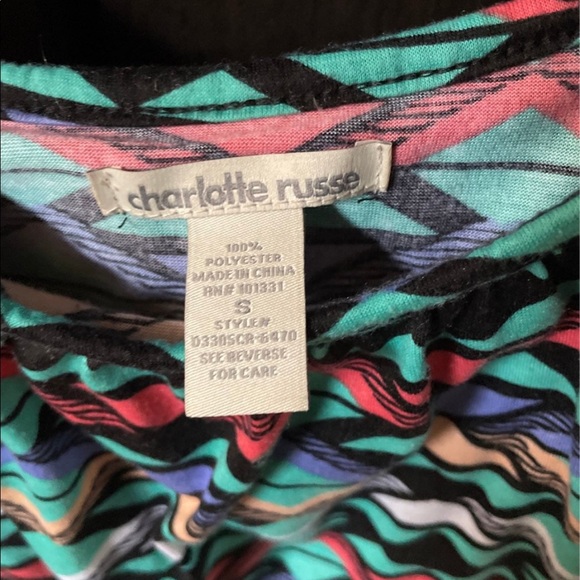 charlotte russe
100%
POLYESTER
MADE IN CHINA
RN# 101331
S
STYLE#
D3305CR-6470
SEE REVERSE
FOR CARE